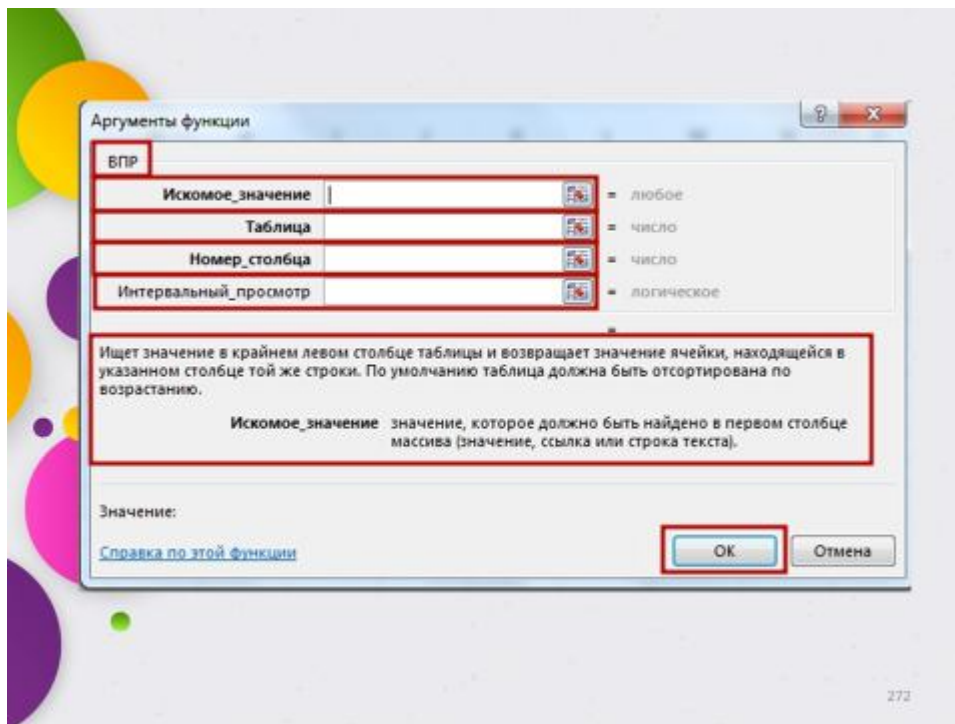 Аргументы функции
ВПР
Искомое_значение = любое
Таблица = число
Номер_столбца = число
Интервальный_просмотр = логическое
=
Ищет значение в крайнем левом столбце таблицы и возвращает значение ячейки, находящейся в
указанном столбце той же строки. По умолчанию таблица должна быть отсортирована по
возрастанию.
Искомое_значение значение, которое должно быть найдено в первом столбце
массива (значение, ссылка или строка текста).
Значение:
Справка по этой функции
ОК Отмена
272